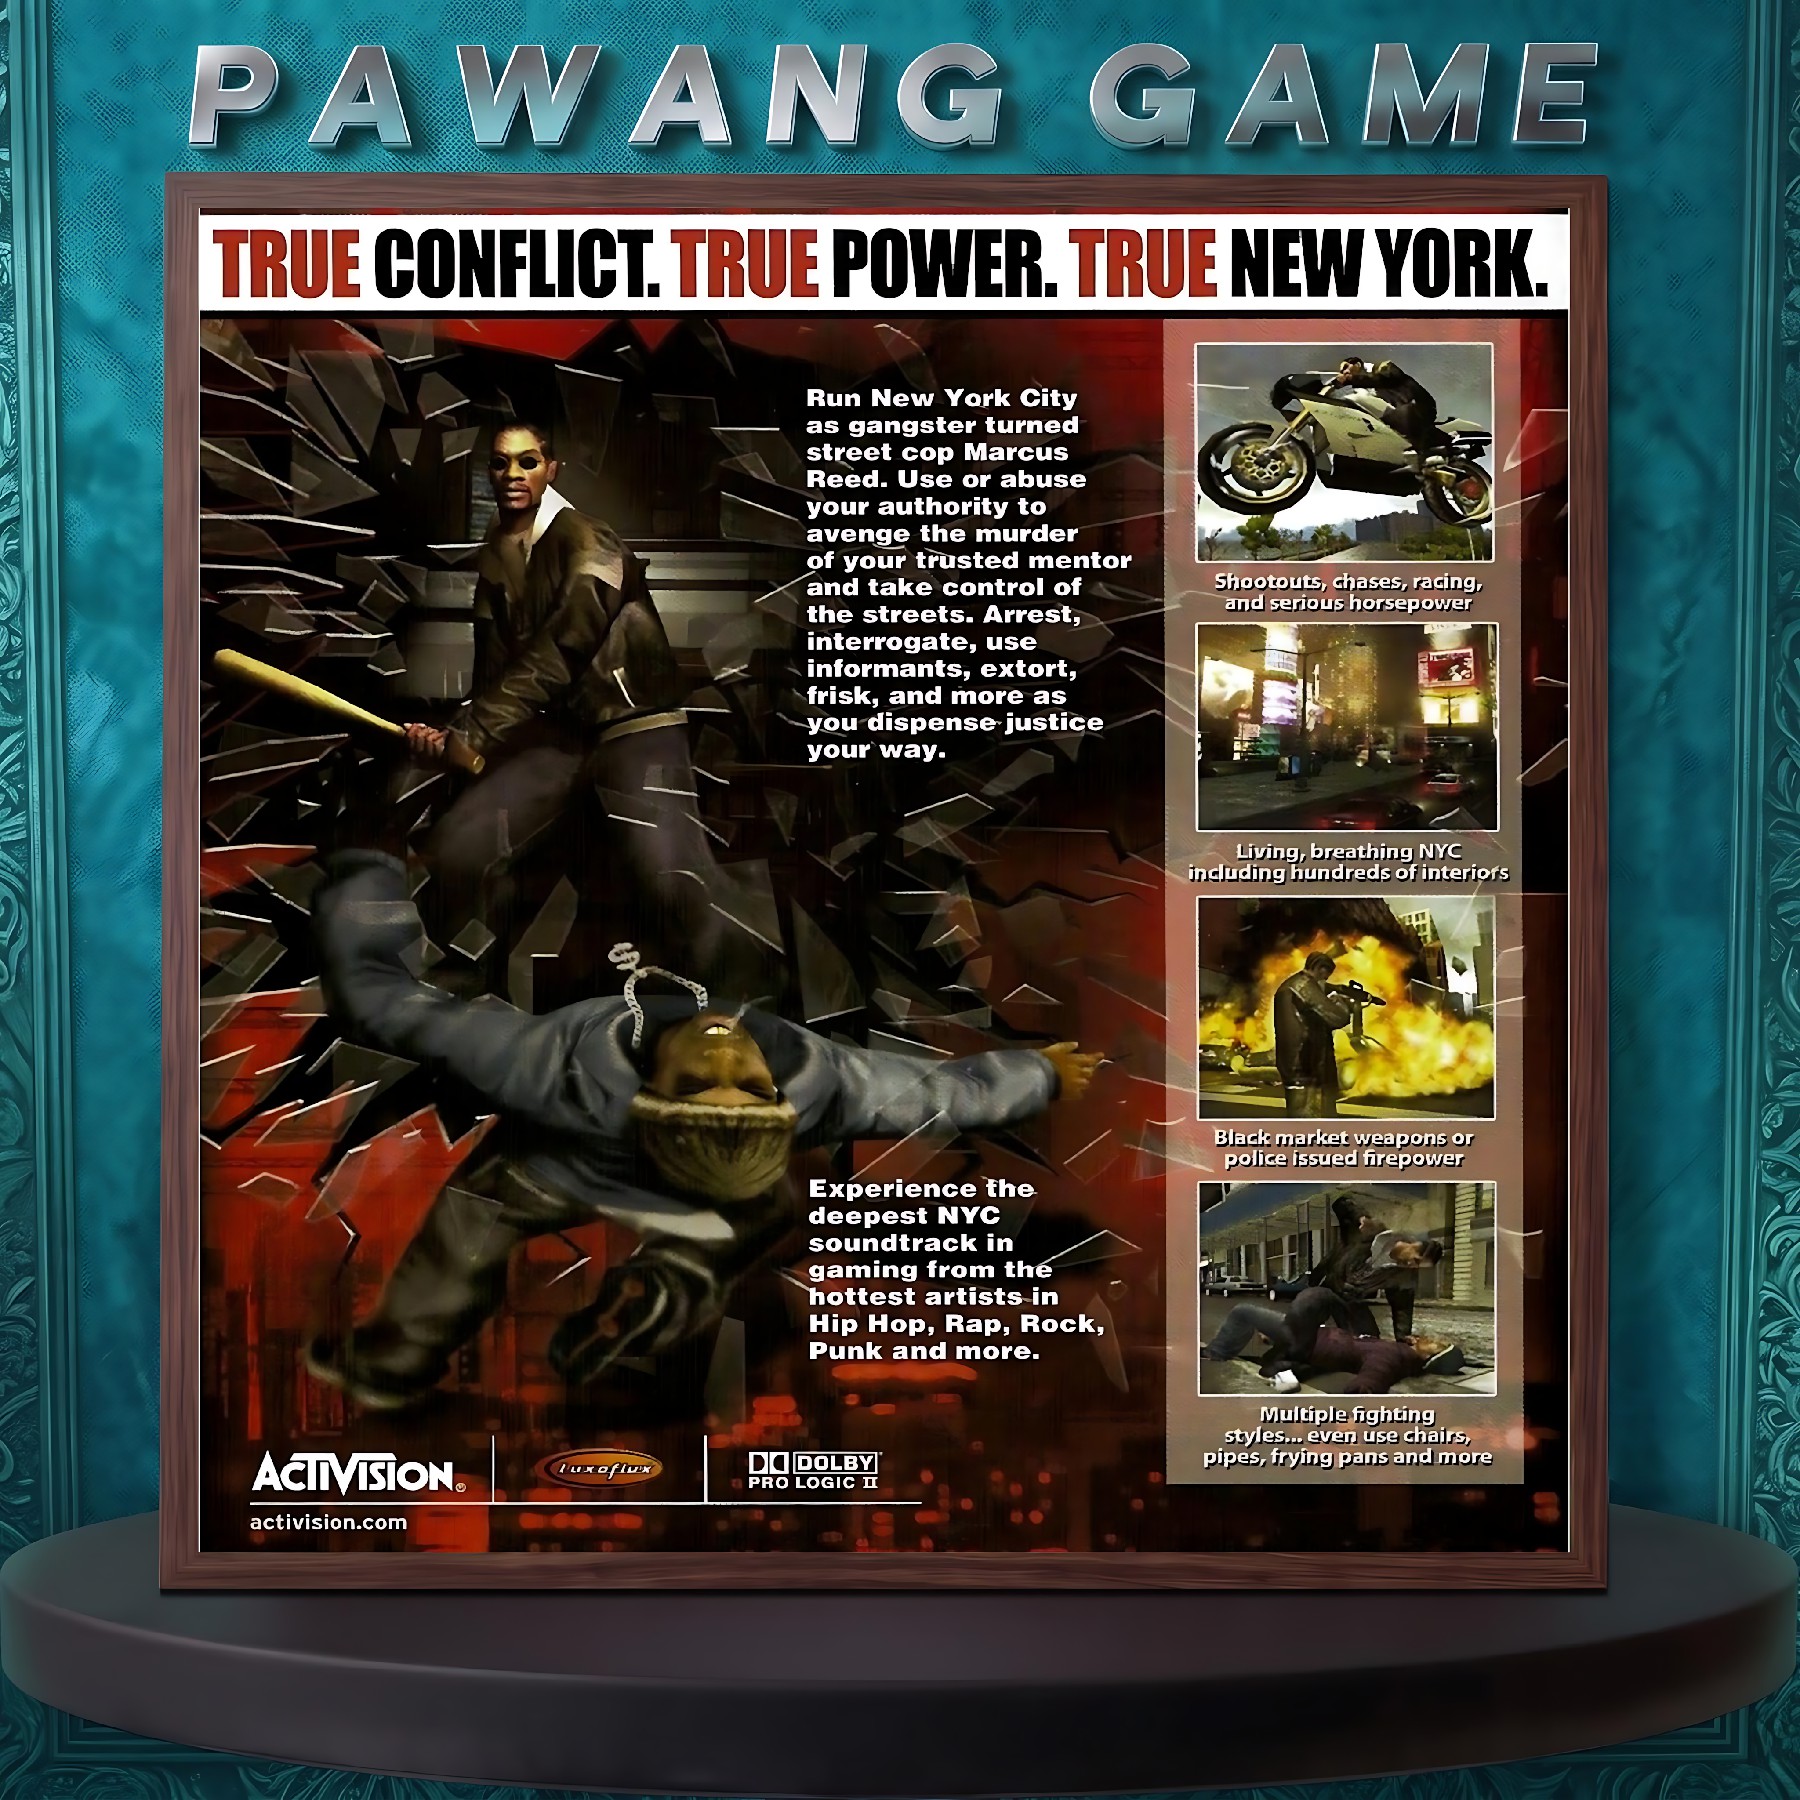 PAWANG GAME
TRUE CONFLICT. TRUE POWER. TRUE NEW YORK.
Run New York City
as gangster turned
street cop Marcus
Reed. Use or abuse
your authority to
avenge the murder
of your trusted mentor
and take control of
the streets. Arrest,
interrogate, use
informants, extort,
frisk, and more as
you dispense justice
your way.
Experience the
deepest NYC
soundtrack in
gaming from the
hottest artists in
Hip Hop, Rap, Rock,
Punk and more.
Shootouts, chases, racing,
and serious horsepower
Living, breathing NYC
including hundreds of interiors
Black market weapons or
police issued firepower
Multiple fighting
styles... even use chairs,
pipes, frying pans and more
ACTIVISION®
Luxoflux
DOLBY
PRO LOGIC II
activision.com